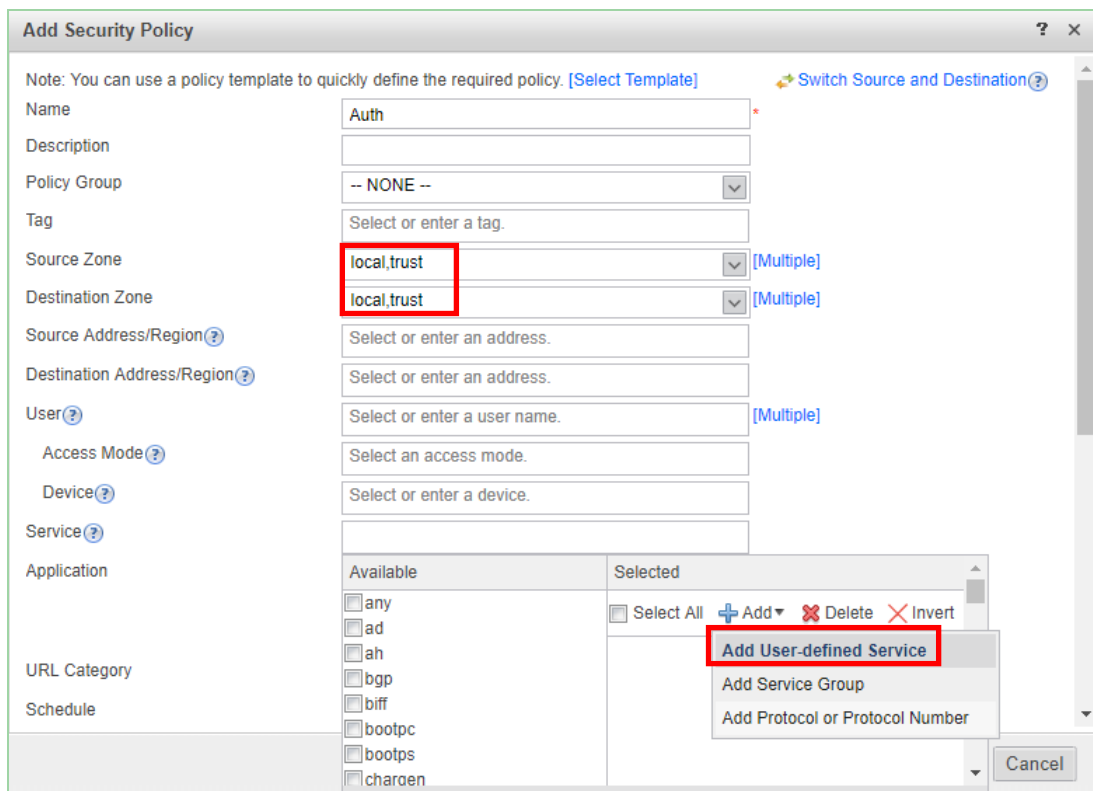 Add Security Policy ? ×
Note: You can use a policy template to quickly define the required policy. [Select Template] Switch Source and Destination ?
Name Auth *
Description
Policy Group -- NONE --
Tag Select or enter a tag.
Source Zone local,trust [Multiple]
Destination Zone local,trust [Multiple]
Source Address/Region ? Select or enter an address.
Destination Address/Region ? Select or enter an address.
User ? Select or enter a user name. [Multiple]
Access Mode ? Select an access mode.
Device ? Select or enter a device.
Service ?
Application Available Selected
any
Select All Add Delete Invert
ad
ah Add User-defined Service
URL Category bgp Add Service Group
biff
Schedule bootpc Add Protocol or Protocol Number
bootps
Cancel
chargen